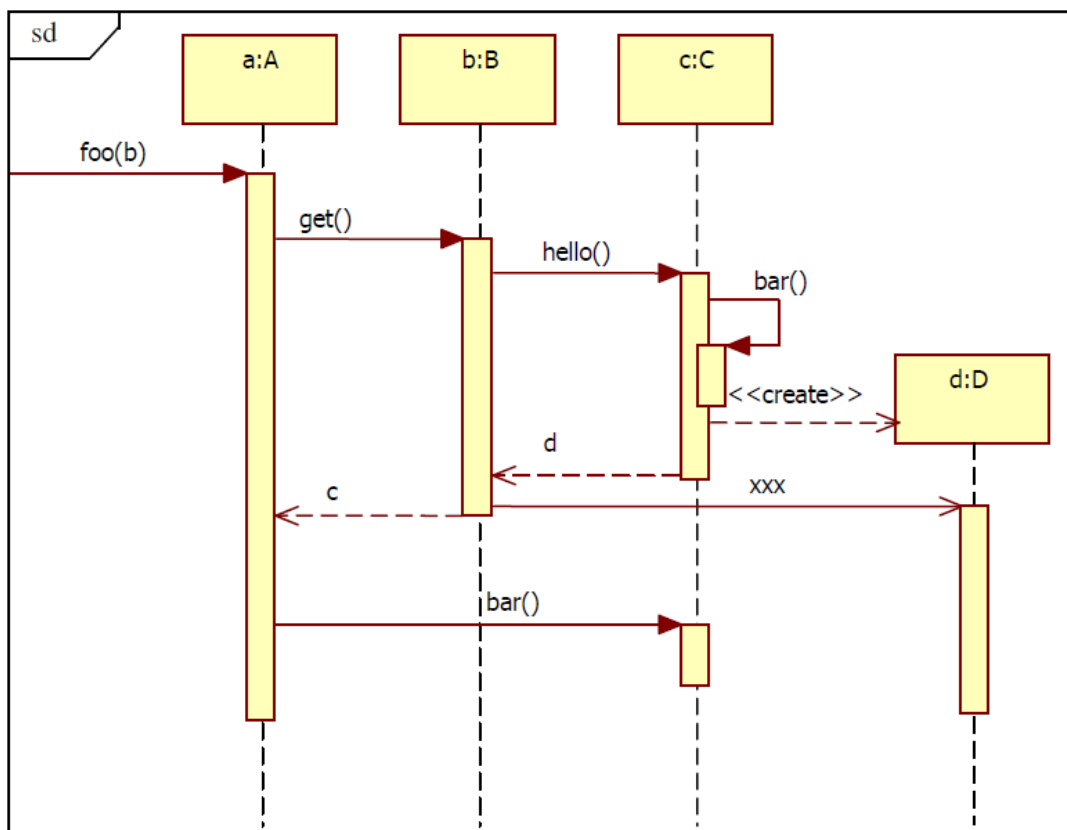 sd
a:A
b:B
c:C
foo(b)
get()
hello()
bar()
d:D
<<create>>
d
xxx
c
bar()